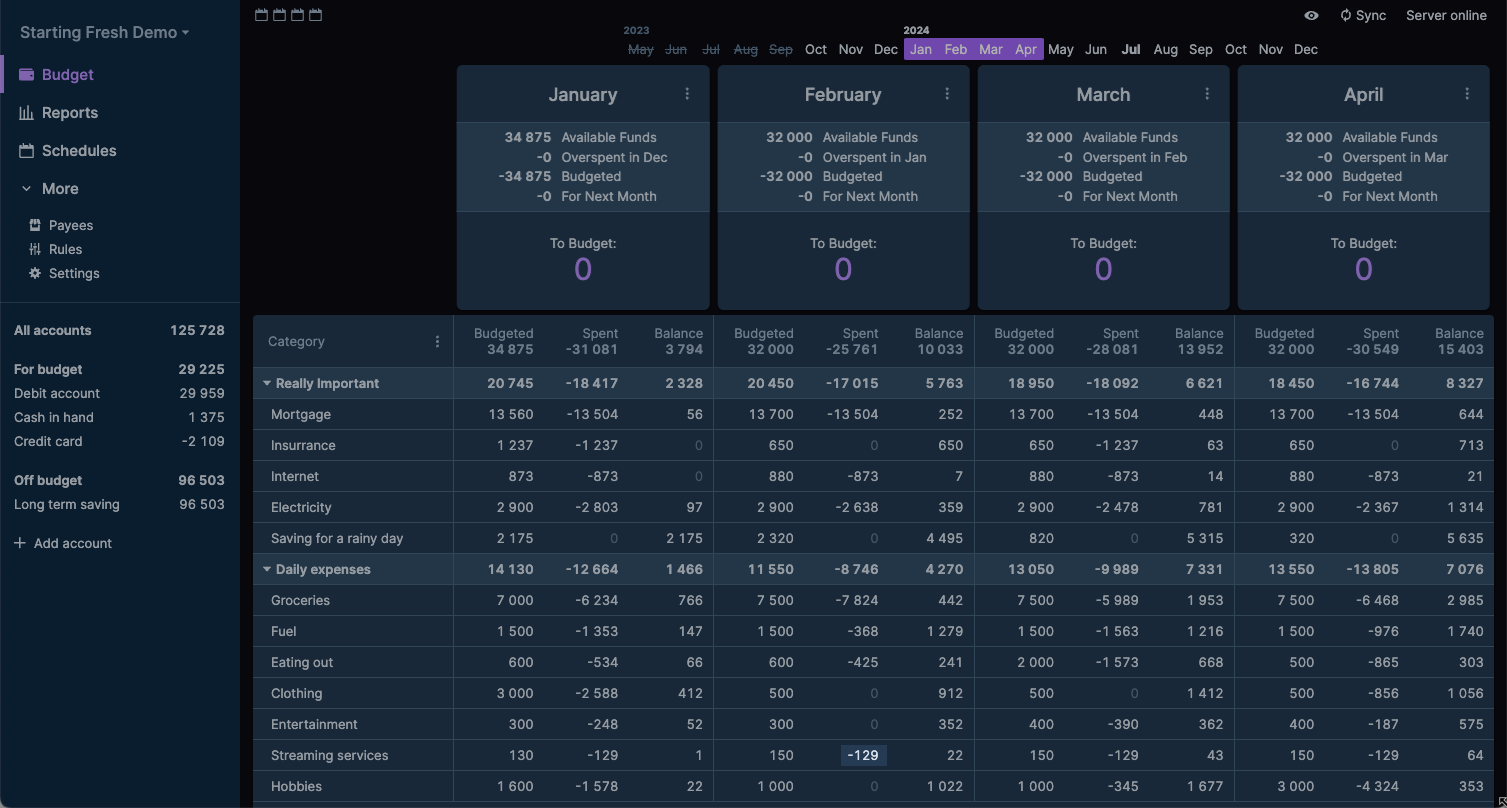 Starting Fresh Demo
Budget
Reports
Schedules
More
Payees
Rules
Settings
All accounts 125 728
For budget 29 225
Debit account 29 959
Cash in hand 1 375
Credit card -2 109
Off budget 96 503
Long term saving 96 503
Add account
Sync Server online
2023 2024
May Jun Jul Aug Sep Oct Nov Dec Jan Feb Mar Apr May Jun Jul Aug Sep Oct Nov Dec
January
34 875 Available Funds
-0 Overspent in Dec
-34 875 Budgeted
-0 For Next Month
To Budget:
0
February
32 000 Available Funds
-0 Overspent in Jan
-32 000 Budgeted
-0 For Next Month
To Budget:
0
March
32 000 Available Funds
-0 Overspent in Feb
-32 000 Budgeted
-0 For Next Month
To Budget:
0
April
32 000 Available Funds
-0 Overspent in Mar
-32 000 Budgeted
-0 For Next Month
To Budget:
0
Category
Budgeted Spent Balance Budgeted Spent Balance Budgeted Spent Balance Budgeted Spent Balance
34 875 -31 081 3 794 32 000 -25 761 10 033 32 000 -28 081 13 952 32 000 -30 549 15 403
Really Important 20 745 -18 417 2 328 20 450 -17 015 5 763 18 950 -18 092 6 621 18 450 -16 744 8 327
Mortgage 13 560 -13 504 56 13 700 -13 504 252 13 700 -13 504 448 13 700 -13 504 644
Insurrance 1 237 -1 237 0 650 0 650 650 -1 237 63 650 0 713
Internet 873 -873 0 880 -873 7 880 -873 14 880 -873 21
Electricity 2 900 -2 803 97 2 900 -2 638 359 2 900 -2 478 781 2 900 -2 367 1 314
Saving for a rainy day 2 175 0 2 175 2 320 0 4 495 820 0 5 315 320 0 5 635
Daily expenses 14 130 -12 664 1 466 11 550 -8 746 4 270 13 050 -9 989 7 331 13 550 -13 805 7 076
Groceries 7 000 -6 234 766 7 500 -7 824 442 7 500 -5 989 1 953 7 500 -6 468 2 985
Fuel 1 500 -1 353 147 1 500 -368 1 279 1 500 -1 563 1 216 1 500 -976 1 740
Eating out 600 -534 66 600 -425 241 2 000 -1 573 668 500 -865 303
Clothing 3 000 -2 588 412 500 0 912 500 0 1 412 500 -856 1 056
Entertainment 300 -248 52 300 0 352 400 -390 362 400 -187 575
Streaming services 130 -129 1 150 -129 22 150 -129 43 150 -129 64
Hobbies 1 600 -1 578 22 1 000 0 1 022 1 000 -345 1 677 3 000 -4 324 353